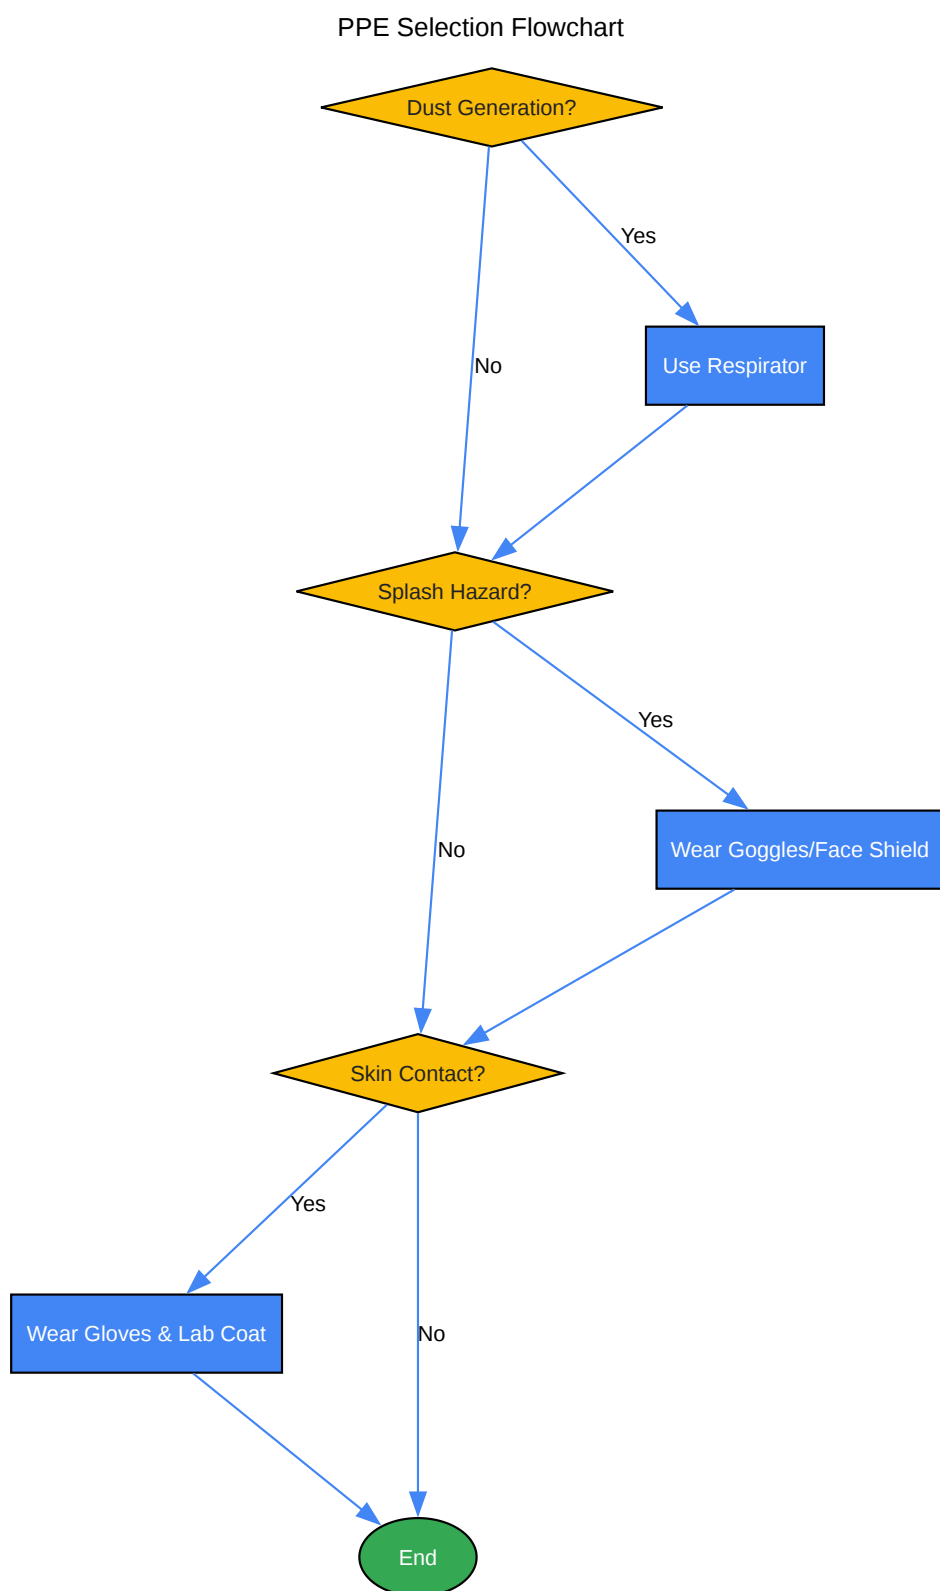 PPE Selection Flowchart
Dust Generation?
Yes
No
Use Respirator
Splash Hazard?
Yes
No
Wear Goggles/Face Shield
Skin Contact?
Yes
No
Wear Gloves & Lab Coat
End